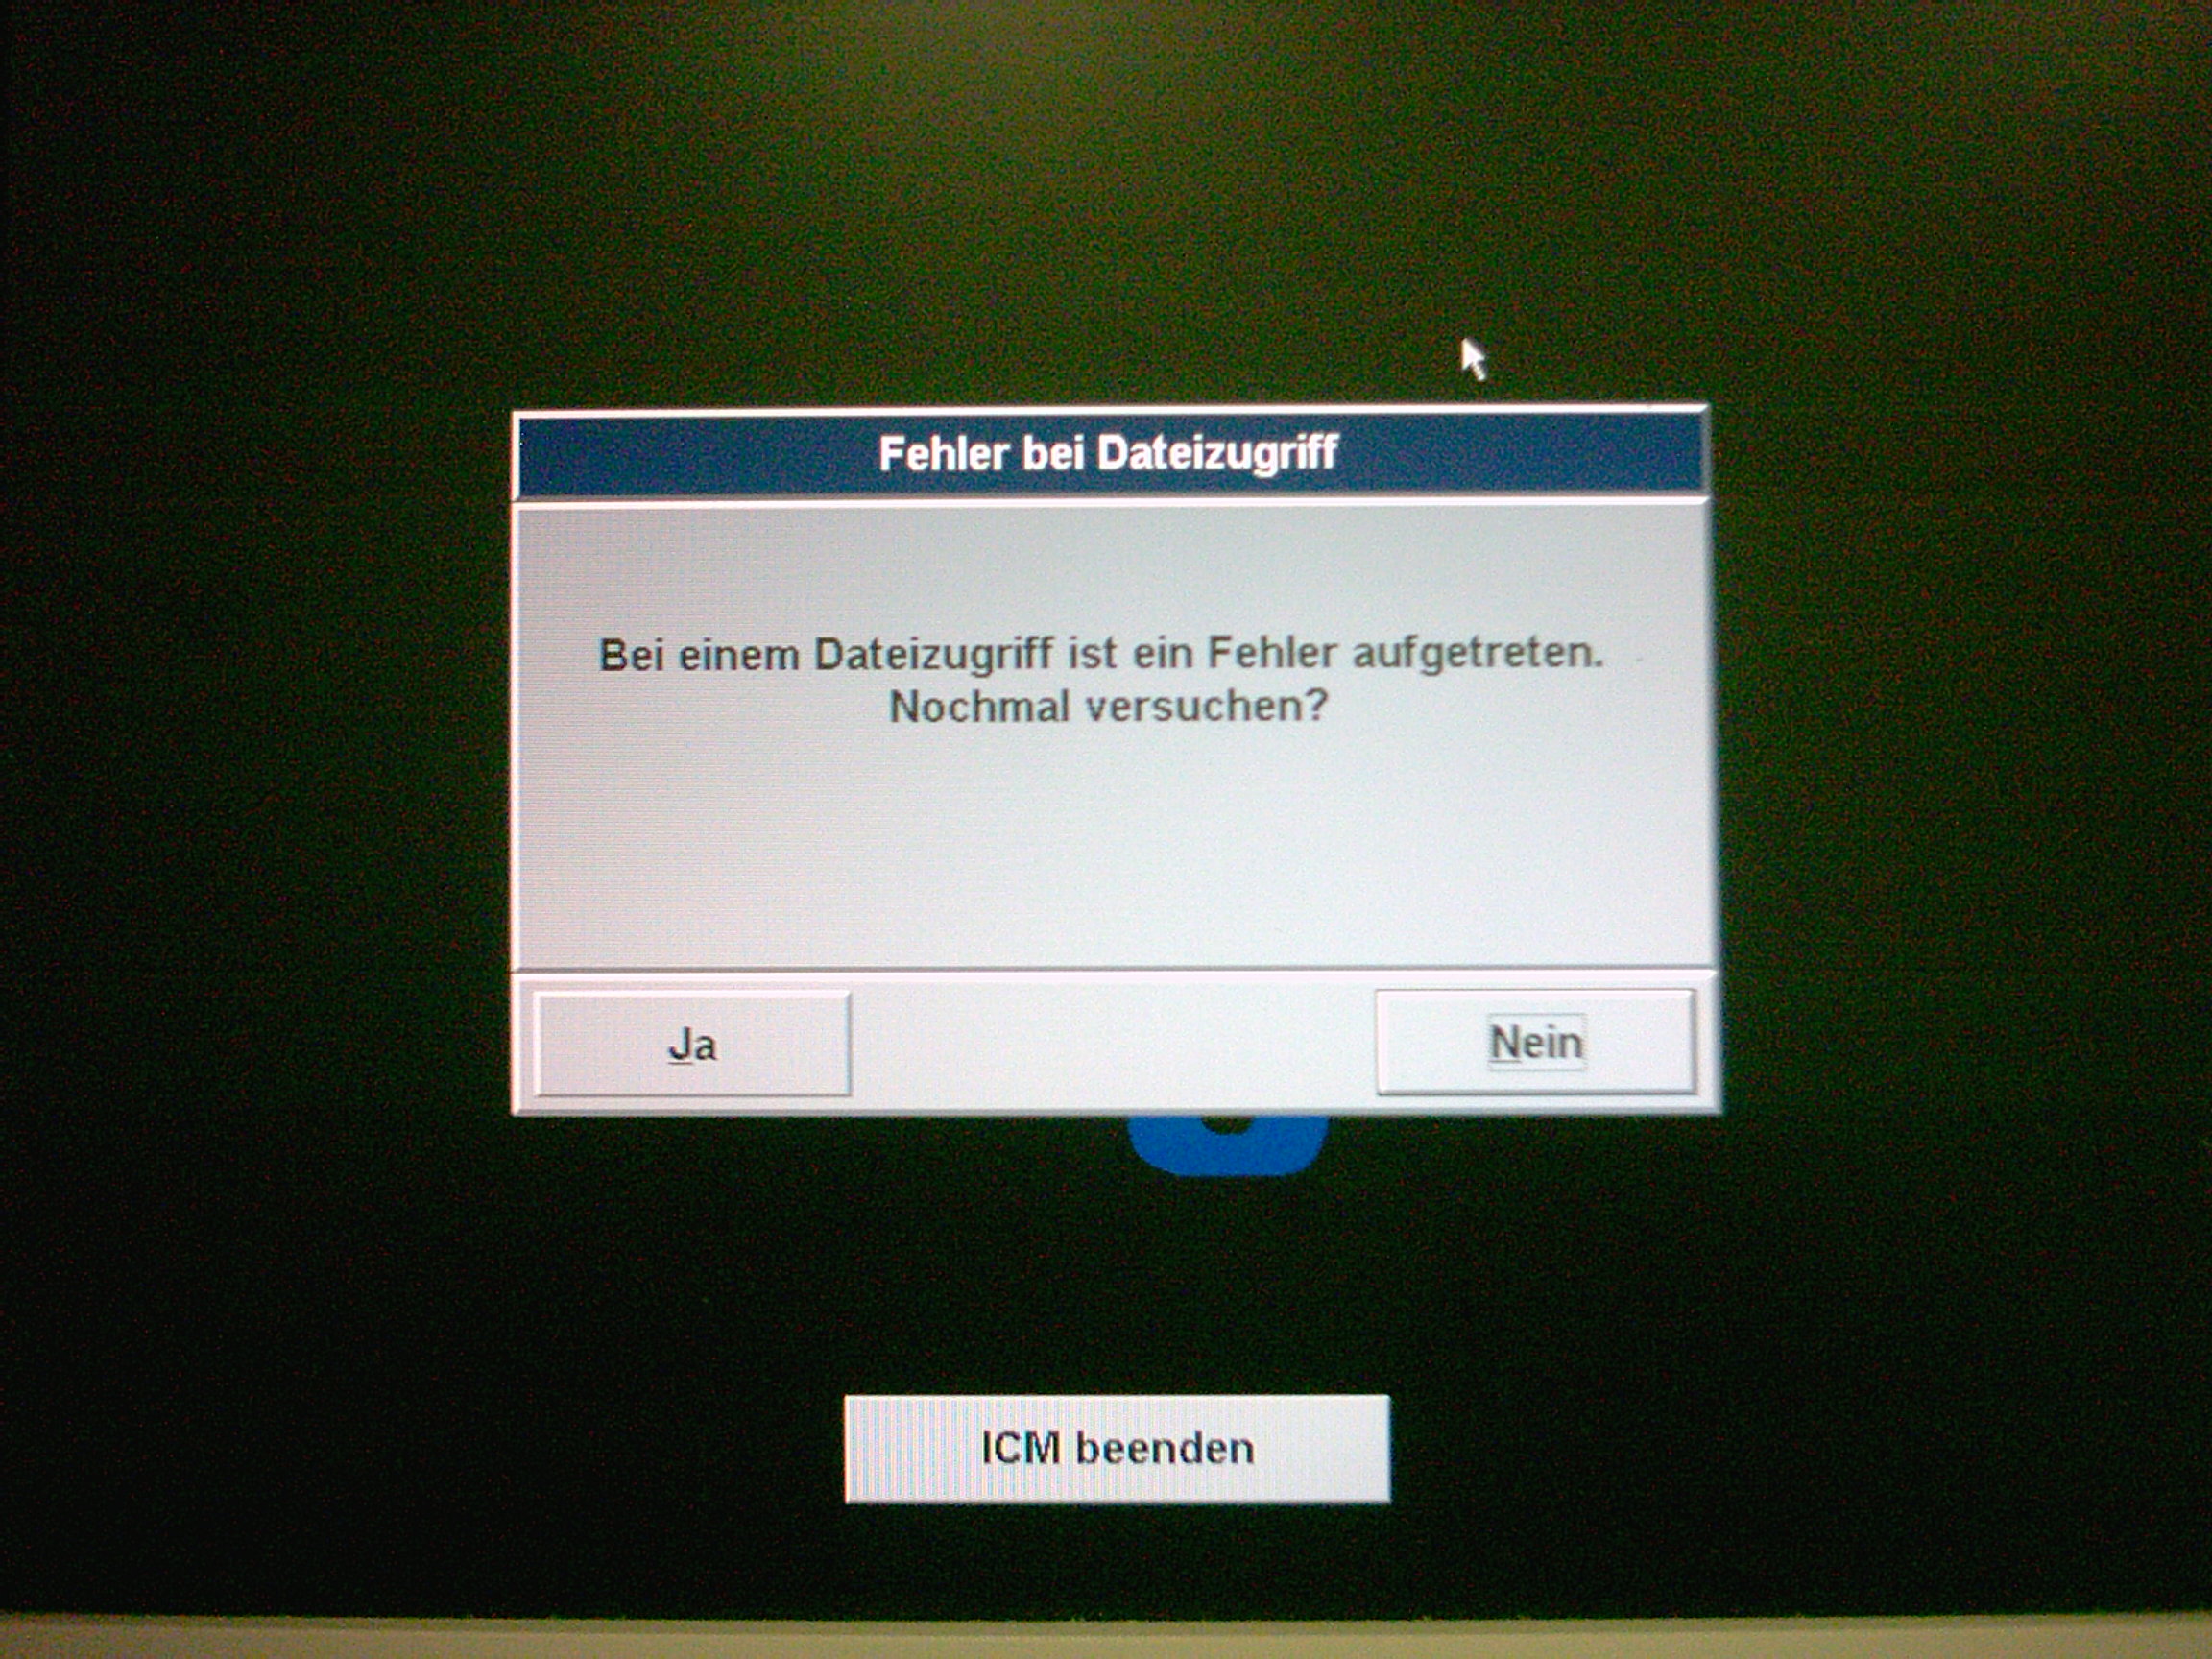 Fehler bei Dateizugriff
Bei einem Dateizugriff ist ein Fehler aufgetreten.
Nochmal versuchen?
Ja
Nein
ICM beenden